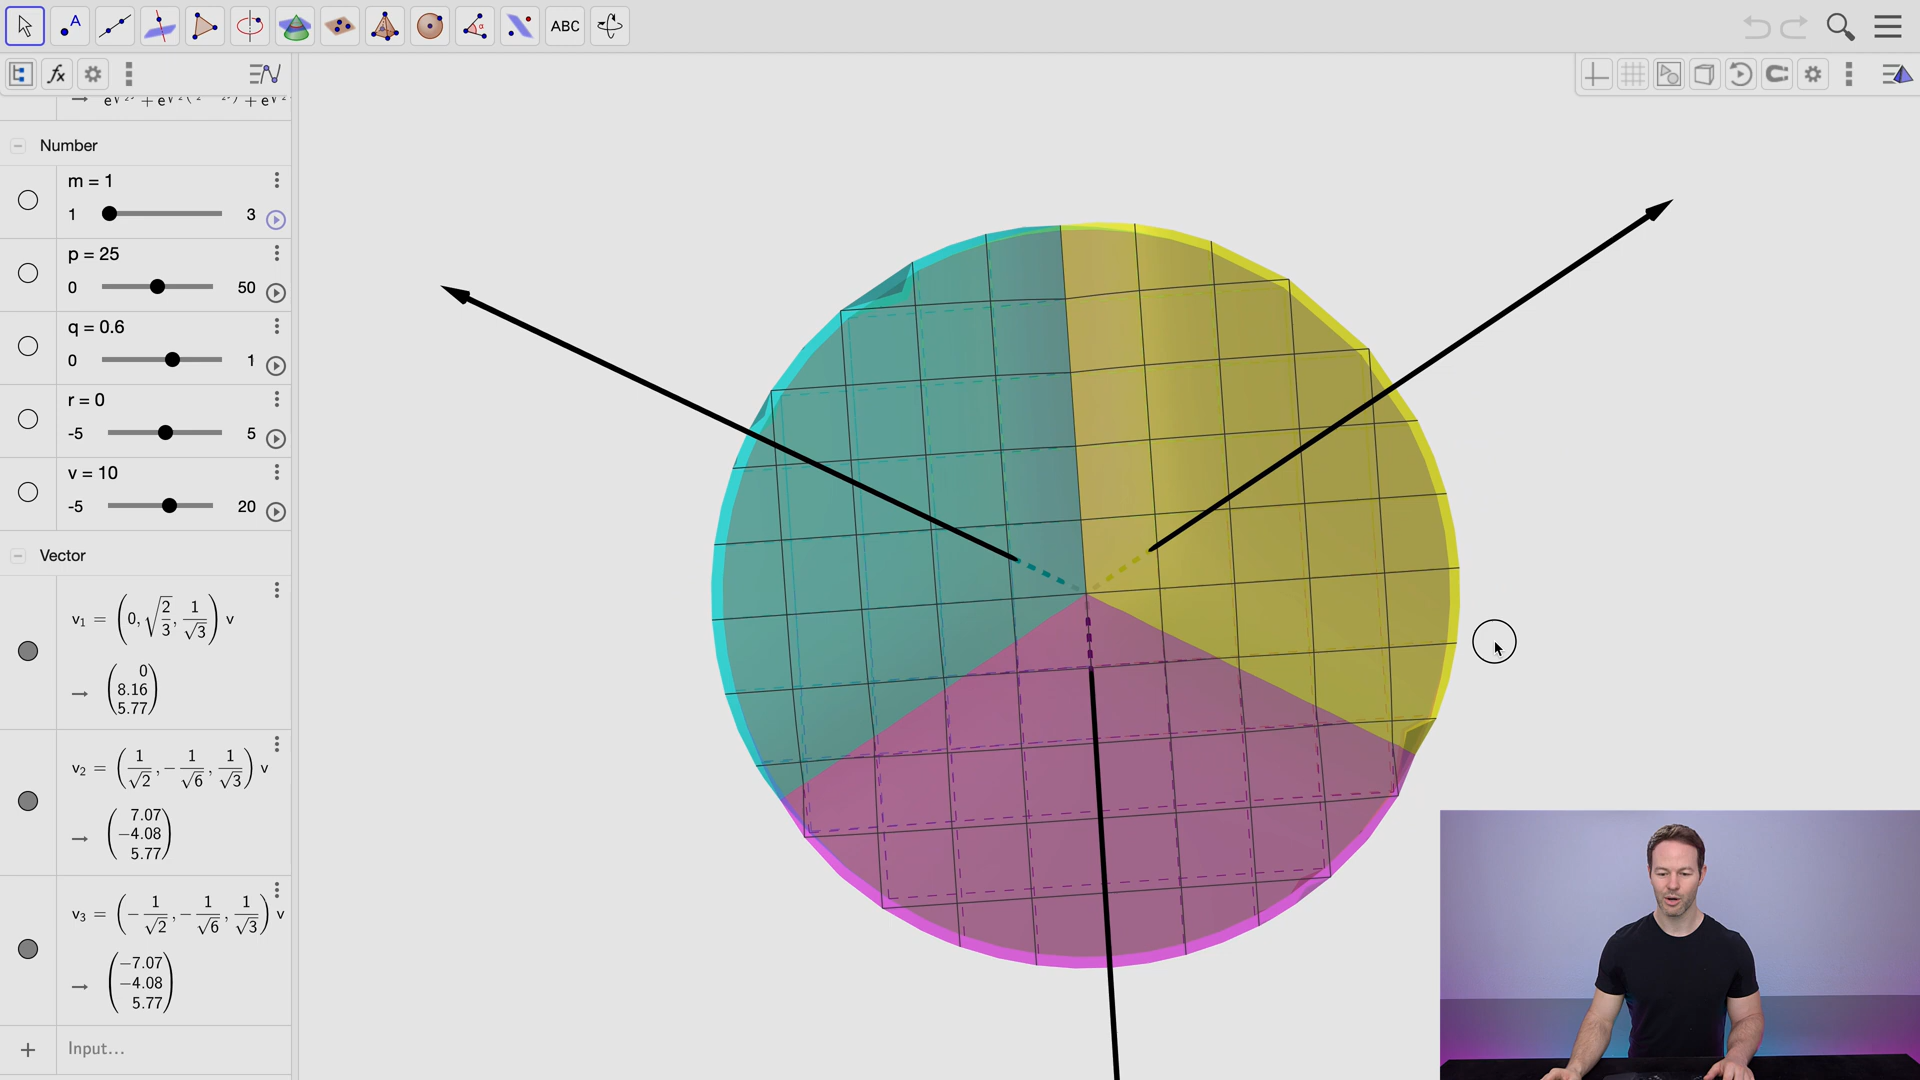 A
α
ABC
fx
Number
m = 1
1 3
p = 25
0 50
q = 0.6
0 1
r = 0
-5 5
v = 10
-5 20
Vector
v₁ = (0, √(2/3), 1/√3) v
→ (0
8.16
5.77)
v₂ = (1/√2, −1/√6, 1/√3) v
→ (7.07
−4.08
5.77)
v₃ = (−1/√2, −1/√6, 1/√3) v
→ (−7.07
−4.08
5.77)
+ Input...